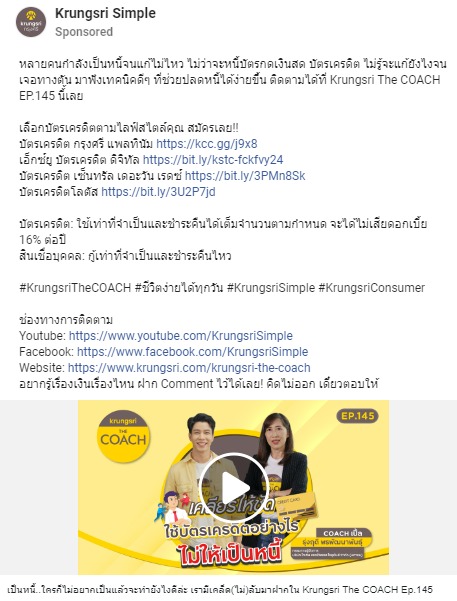 Krungsri Simple
Sponsored
หลายคนกำลังเป็นหนี้จนแก้ไม่ไหว ไม่ว่าจะหนี้บัตรกดเงินสด บัตรเครดิต ไม่รู้จะแก้ยังไงจน
เจอทางตัน มาฟังเทคนิคดีๆ ที่ช่วยปลดหนี้ได้ง่ายขึ้น ติดตามได้ที่ Krungsri The COACH
EP.145 นี้เลย
เลือกบัตรเครดิตตามไลฟ์สไตล์คุณ สมัครเลย!!
บัตรเครดิต กรุงศรี แพลทินัม https://kcc.gg/j9x8
เอ็กซ์ยู บัตรเครดิต ดิจิทัล https://bit.ly/kstc-fckfvy24
บัตรเครดิต เซ็นทรัล เดอะวัน เรดซ์ https://bit.ly/3PMn8Sk
บัตรเครดิตโลตัส https://bit.ly/3U2P7jd
บัตรเครดิต: ใช้เท่าที่จำเป็นและชำระคืนได้เต็มจำนวนตามกำหนด จะได้ไม่เสียดอกเบี้ย
16% ต่อปี
สินเชื่อบุคคล: กู้เท่าที่จำเป็นและชำระคืนไหว
#KrungsriTheCOACH #ชีวิตง่ายได้ทุกวัน #KrungsriSimple #KrungsriConsumer
ช่องทางการติดตาม
Youtube: https://www.youtube.com/KrungsriSimple
Facebook: https://www.facebook.com/KrungsriSimple
Website: https://www.krungsri.com/krungsri-the-coach
อยากรู้เรื่องเงินเรื่องไหน ฝาก Comment ไว้ได้เลย! คิดไม่ออก เดี๋ยวตอบให้
krungsri
THE
COACH
EP.145
CREDIT CARD
เคลียร์ให้ชัด
ใช้บัตรเครดิตอย่างไร
ไม่ให้เป็นหนี้
COACH เปิ้ล
รุ่งฤดี พรพัฒนาพันธุ์
เป็นหนี้..ใครก็ไม่อยากเป็นแล้วจะทำยังไงดีล่ะ เรามีเคล็ด(ไม่)ลับมาฝากใน Krungsri The COACH Ep.145